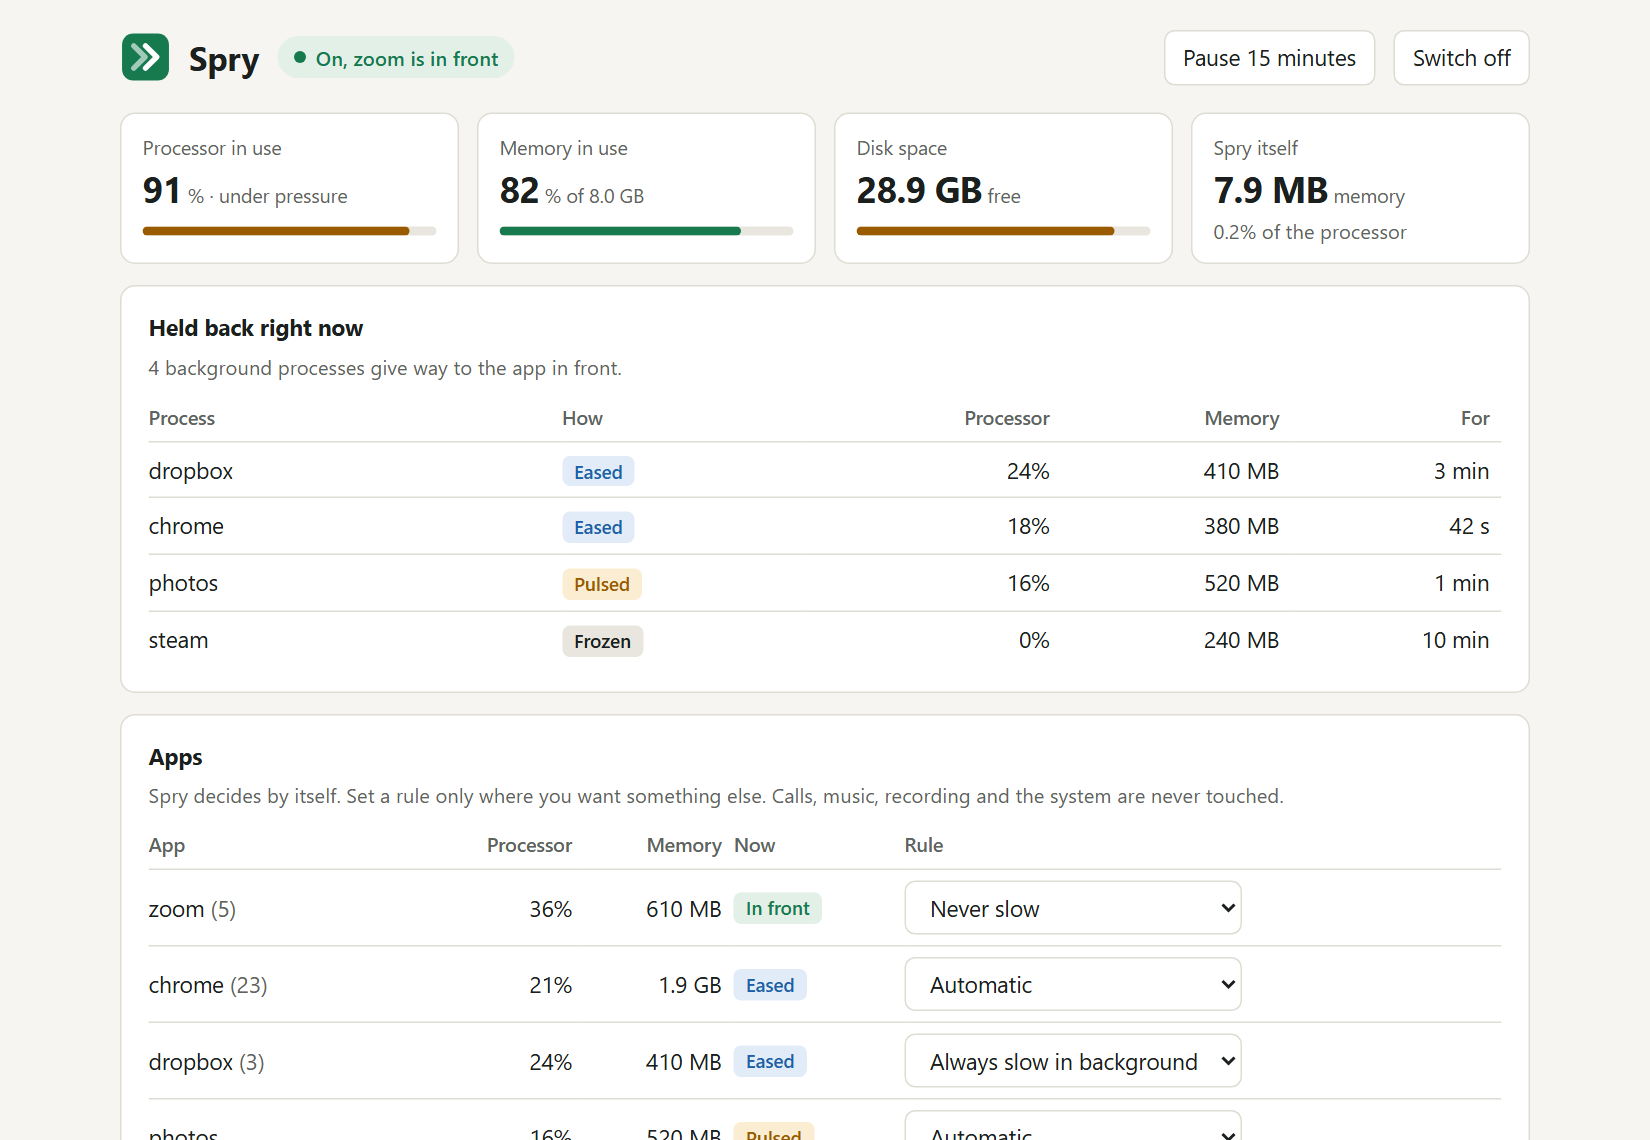 Spry On, zoom is in front Pause 15 minutes Switch off
Processor in use Memory in use Disk space Spry itself
91 % · under pressure 82 % of 8.0 GB 28.9 GB free 7.9 MB memory
0.2% of the processor
Held back right now
4 background processes give way to the app in front.
Process How Processor Memory For
dropbox Eased 24% 410 MB 3 min
chrome Eased 18% 380 MB 42 s
photos Pulsed 16% 520 MB 1 min
steam Frozen 0% 240 MB 10 min
Apps
Spry decides by itself. Set a rule only where you want something else. Calls, music, recording and the system are never touched.
App Processor Memory Now Rule
zoom (5) 36% 610 MB In front Never slow
chrome (23) 21% 1.9 GB Eased Automatic
dropbox (3) 24% 410 MB Eased Always slow in background
photos 16% 520 MB Pulsed Automatic